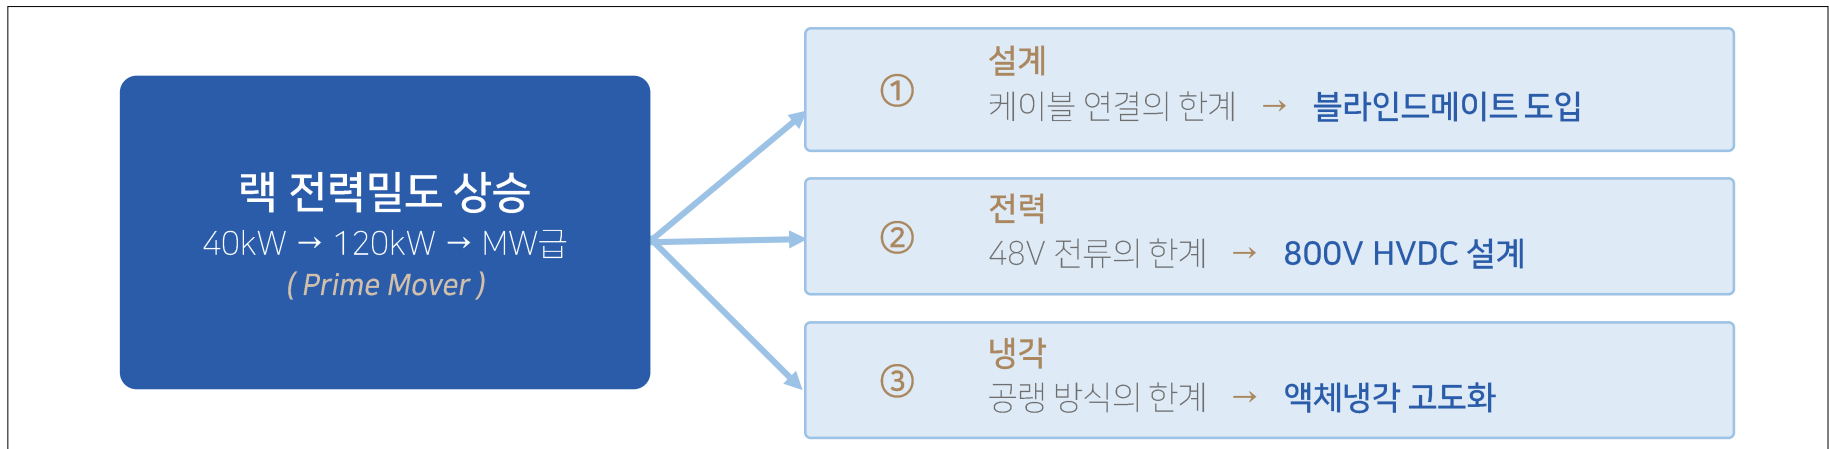 랙 전력밀도 상승
40kW → 120kW → MW급
( Prime Mover )
① 설계
케이블 연결의 한계 → 블라인드메이트 도입
② 전력
48V 전류의 한계 → 800V HVDC 설계
③ 냉각
공랭 방식의 한계 → 액체냉각 고도화